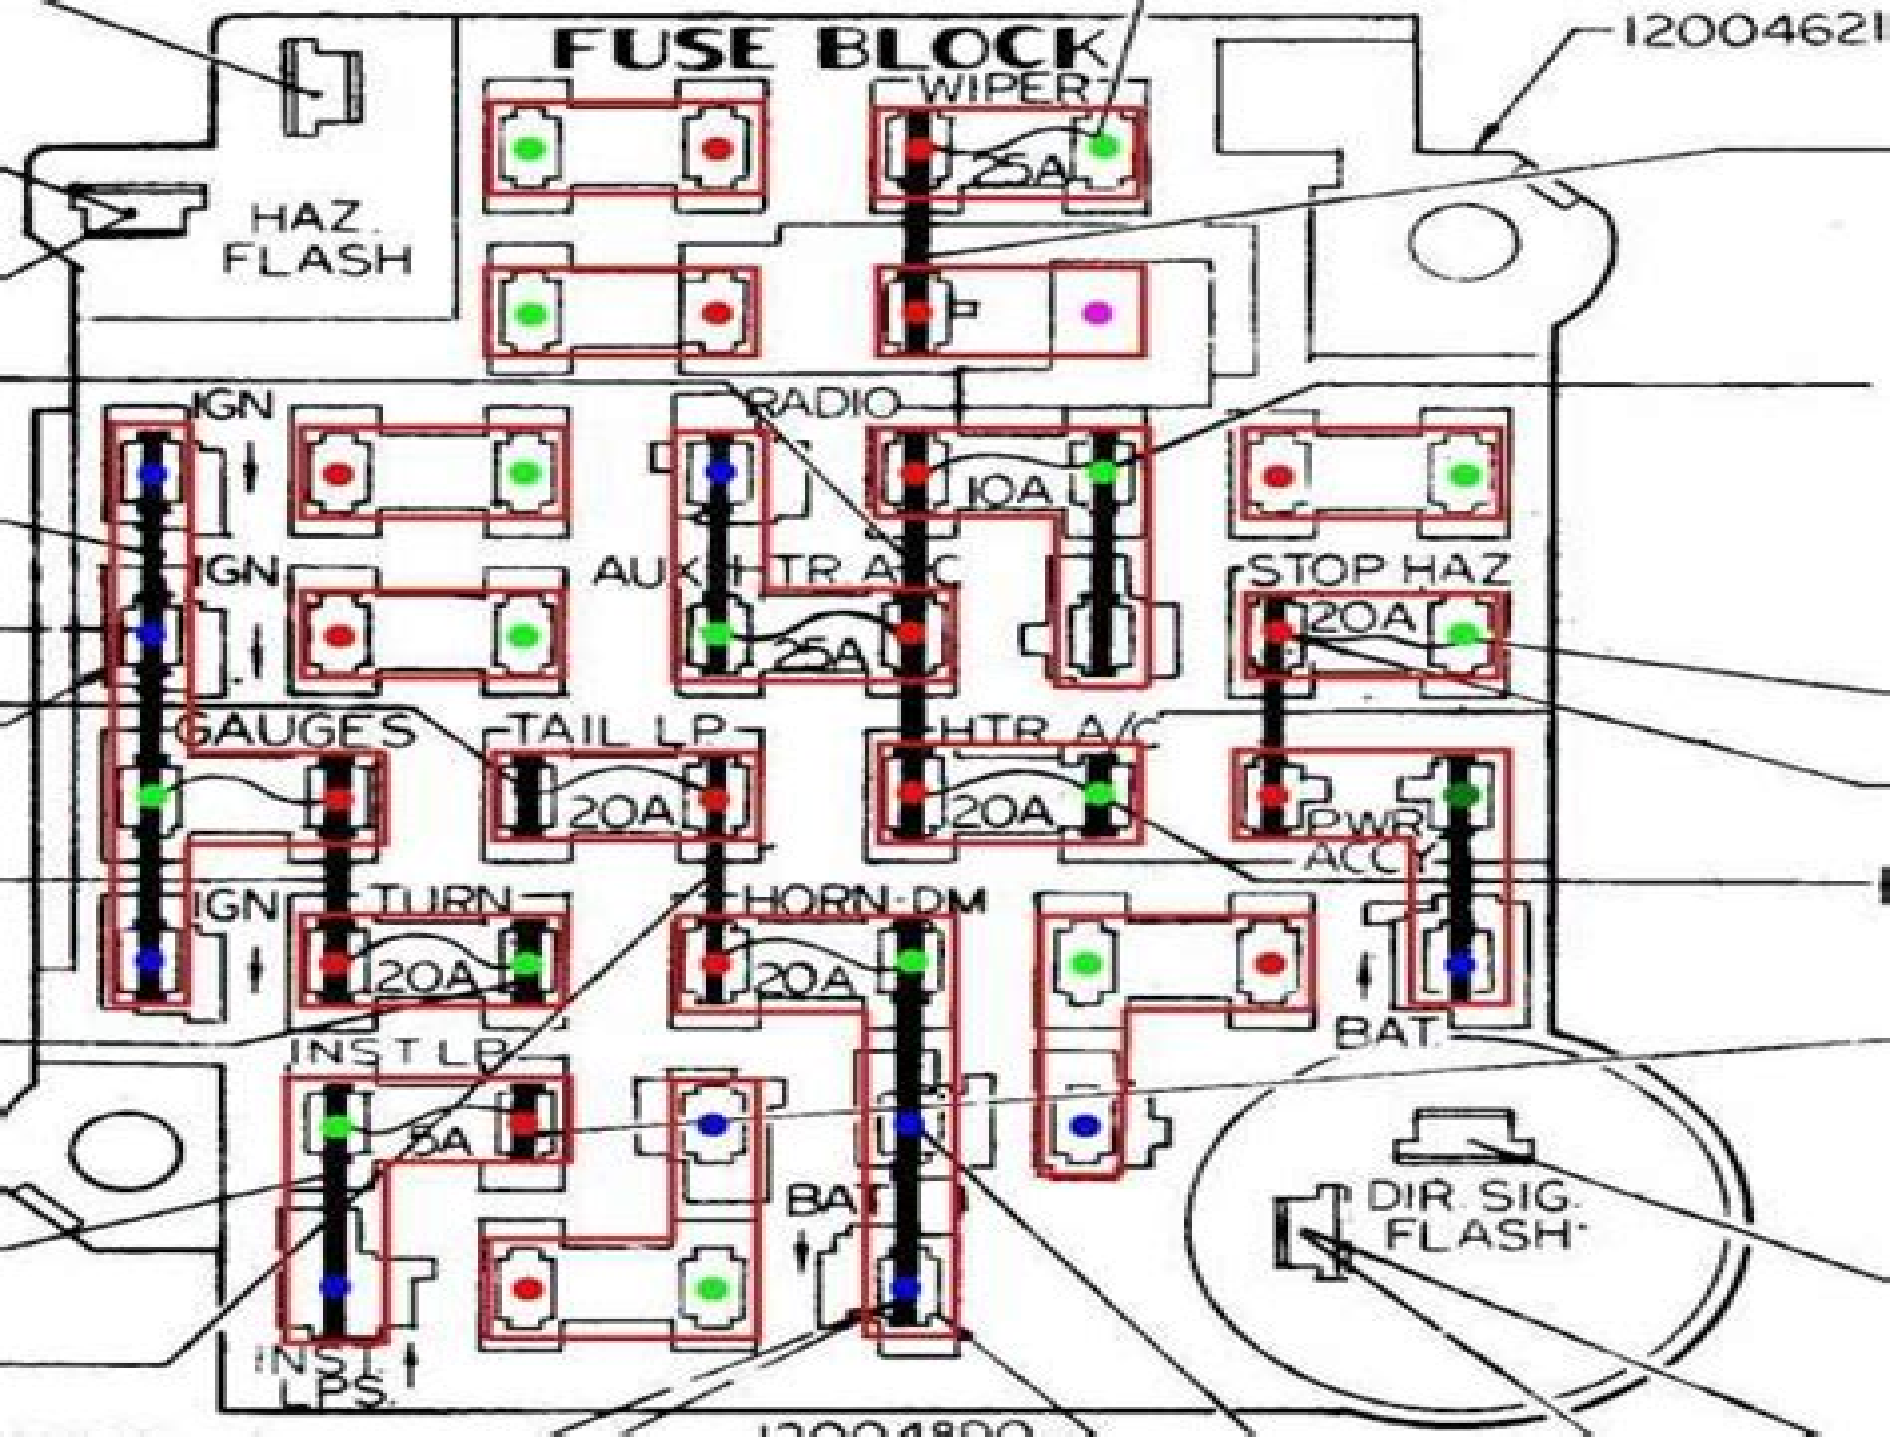 FUSE BLOCK
12004621
WIPER
25A
HAZ.
FLASH
IGN
RADIO
10A
IGN
AUX HTR A/C
STOP HAZ
20A
25A
GAUGES
TAIL LP
HTR A/C
20A
20A
PWR
ACCY
IGN
TURN
HORN-DM
20A
20A
BAT.
INST LP
5A
BAT
DIR. SIG.
FLASH
INST.
LPS.